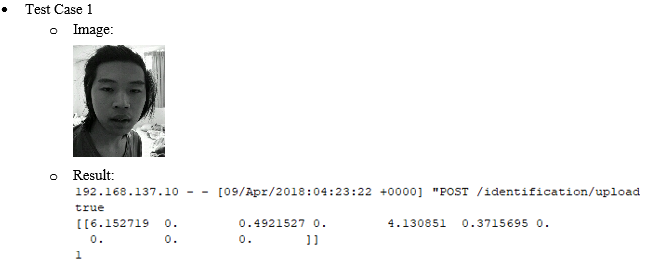 • Test Case 1
o Image:
o Result:
192.168.137.10 - - [09/Apr/2018:04:23:22 +0000] "POST /identification/upload
true
[[6.152719 0. 0.4921527 0. 4.130851 0.3715695 0.
0. 0. 0. ]]
1